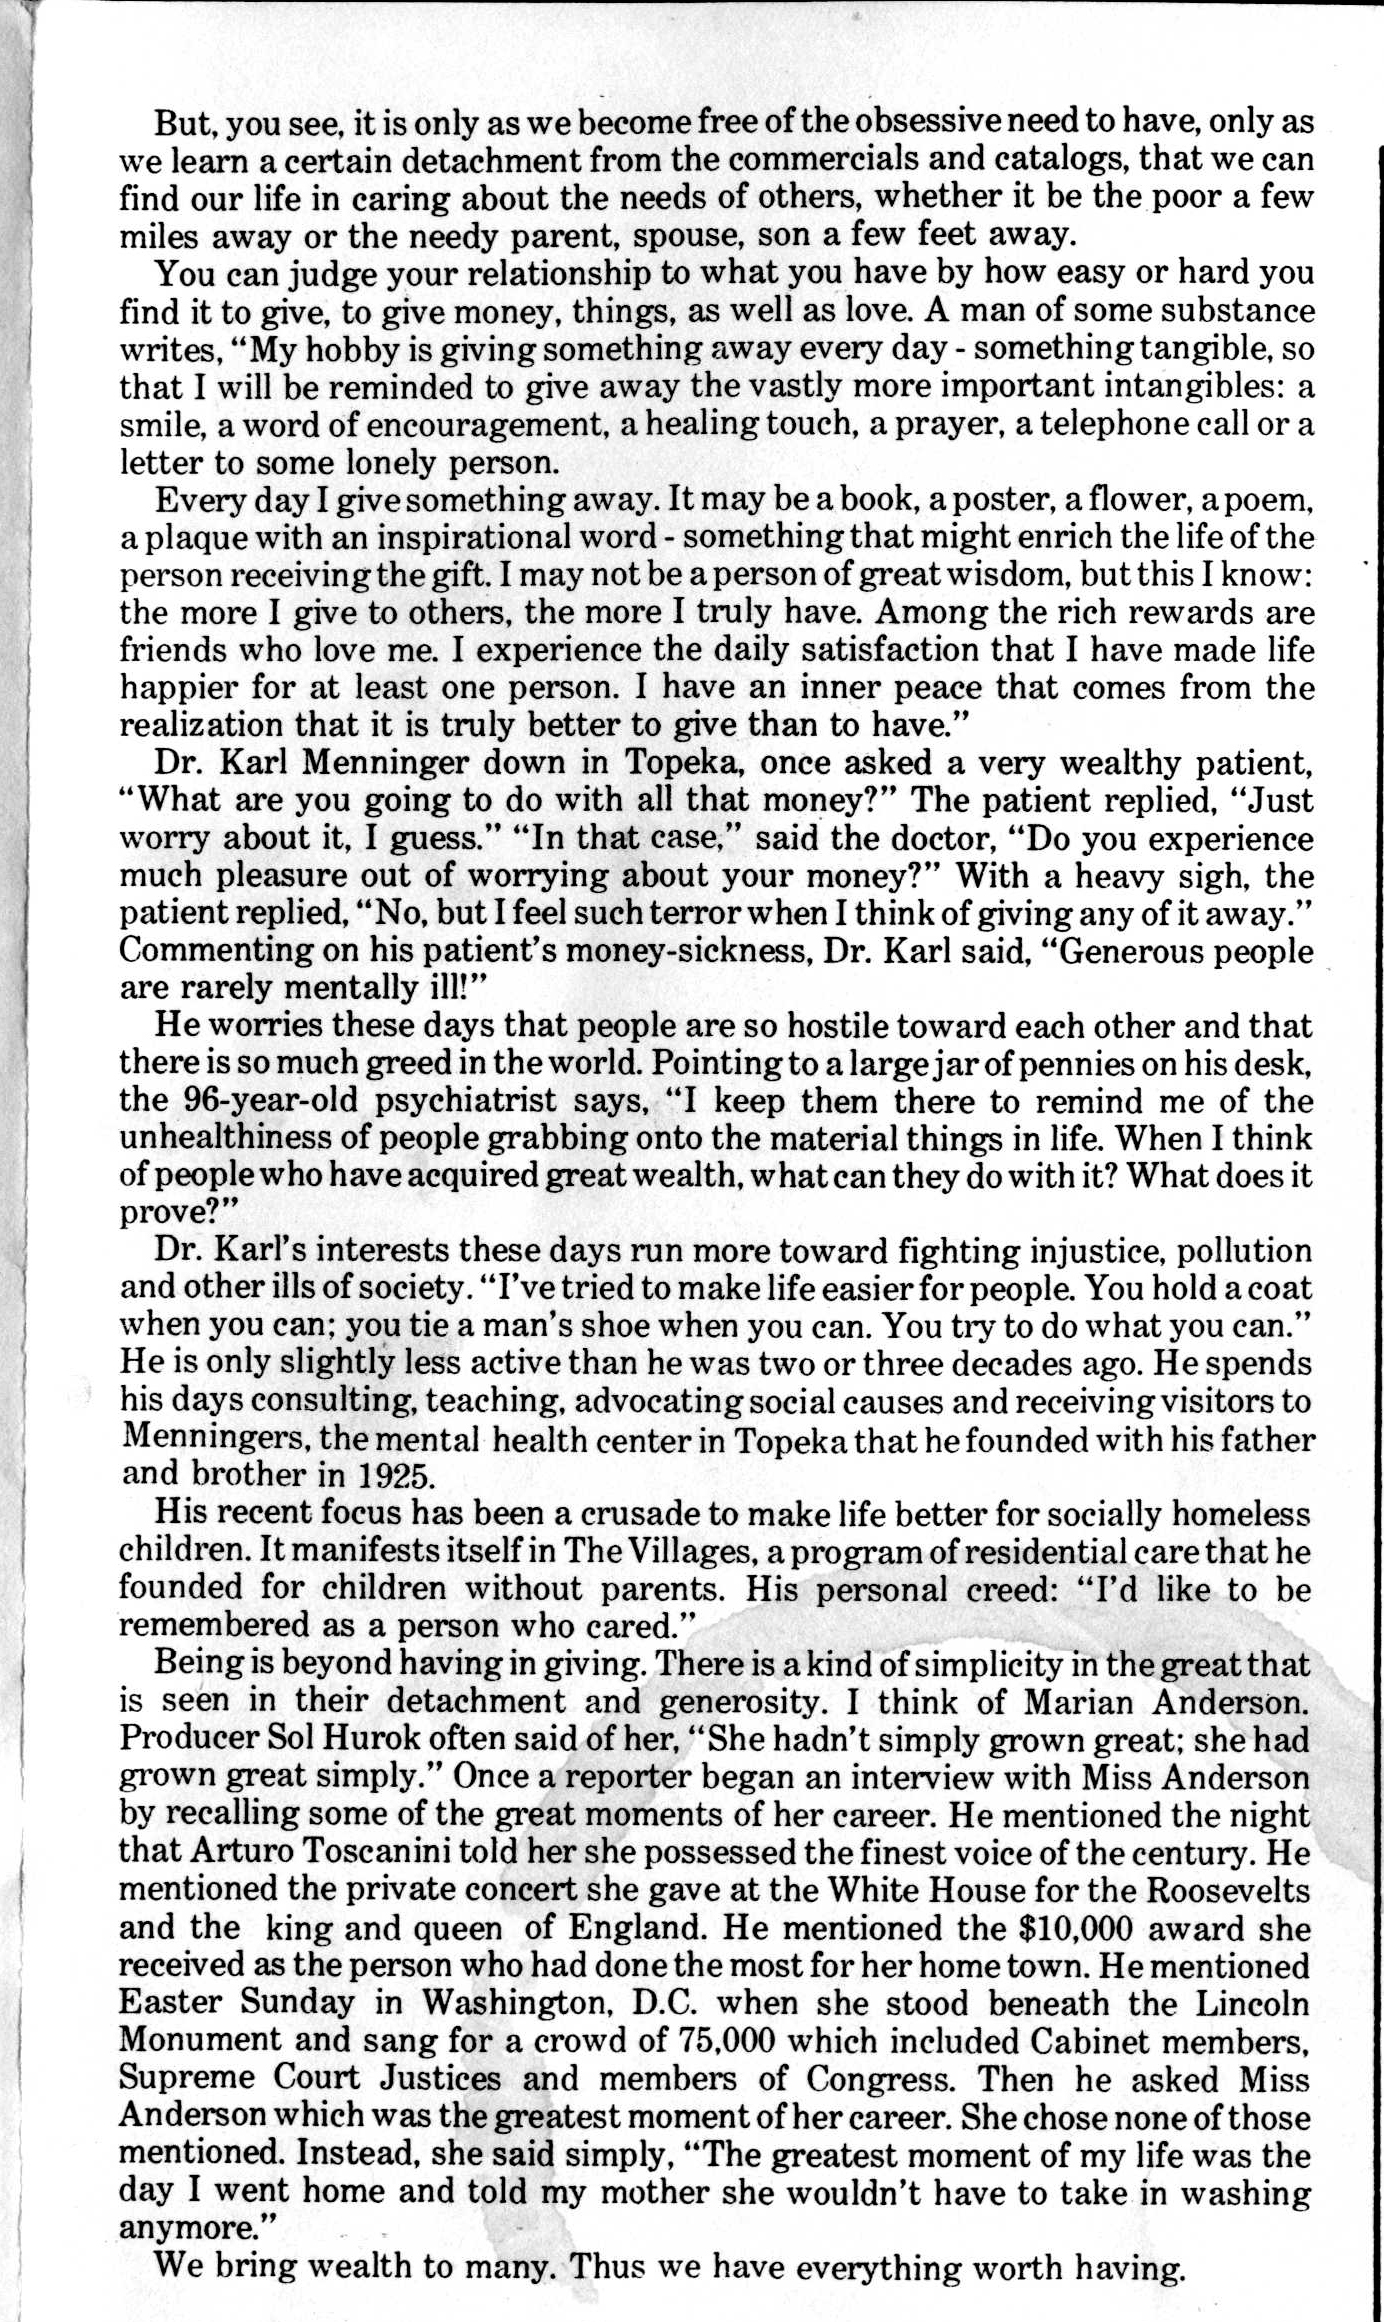 But, you see, it is only as we become free of the obsessive need to have, only as
we learn a certain detachment from the commercials and catalogs, that we can
find our life in caring about the needs of others, whether it be the poor a few
miles away or the needy parent, spouse, son a few feet away.
You can judge your relationship to what you have by how easy or hard you
find it to give, to give money, things, as well as love. A man of some substance
writes, “My hobby is giving something away every day - something tangible, so
that I will be reminded to give away the vastly more important intangibles: a
smile, a word of encouragement, a healing touch, a prayer, a telephone call or a
letter to some lonely person.
Every day I give something away. It may be a book, a poster, a flower, a poem,
a plaque with an inspirational word - something that might enrich the life of the
person receiving the gift. I may not be a person of great wisdom, but this I know:
the more I give to others, the more I truly have. Among the rich rewards are
friends who love me. I experience the daily satisfaction that I have made life
happier for at least one person. I have an inner peace that comes from the
realization that it is truly better to give than to have.”
Dr. Karl Menninger down in Topeka, once asked a very wealthy patient,
“What are you going to do with all that money?” The patient replied, “Just
worry about it, I guess.” “In that case,” said the doctor, “Do you experience
much pleasure out of worrying about your money?” With a heavy sigh, the
patient replied, “No, but I feel such terror when I think of giving any of it away.”
Commenting on his patient’s money-sickness, Dr. Karl said, “Generous people
are rarely mentally ill!”
He worries these days that people are so hostile toward each other and that
there is so much greed in the world. Pointing to a large jar of pennies on his desk,
the 96-year-old psychiatrist says, “I keep them there to remind me of the
unhealthiness of people grabbing onto the material things in life. When I think
of people who have acquired great wealth, what can they do with it? What does it
prove?”
Dr. Karl’s interests these days run more toward fighting injustice, pollution
and other ills of society. “I’ve tried to make life easier for people. You hold a coat
when you can; you tie a man’s shoe when you can. You try to do what you can.”
He is only slightly less active than he was two or three decades ago. He spends
his days consulting, teaching, advocating social causes and receiving visitors to
Menningers, the mental health center in Topeka that he founded with his father
and brother in 1925.
His recent focus has been a crusade to make life better for socially homeless
children. It manifests itself in The Villages, a program of residential care that he
founded for children without parents. His personal creed: “I’d like to be
remembered as a person who cared.”
Being is beyond having in giving. There is a kind of simplicity in the great that
is seen in their detachment and generosity. I think of Marian Anderson.
Producer Sol Hurok often said of her, “She hadn’t simply grown great; she had
grown great simply.” Once a reporter began an interview with Miss Anderson
by recalling some of the great moments of her career. He mentioned the night
that Arturo Toscanini told her she possessed the finest voice of the century. He
mentioned the private concert she gave at the White House for the Roosevelts
and the king and queen of England. He mentioned the $10,000 award she
received as the person who had done the most for her home town. He mentioned
Easter Sunday in Washington, D.C. when she stood beneath the Lincoln
Monument and sang for a crowd of 75,000 which included Cabinet members,
Supreme Court Justices and members of Congress. Then he asked Miss
Anderson which was the greatest moment of her career. She chose none of those
mentioned. Instead, she said simply, “The greatest moment of my life was the
day I went home and told my mother she wouldn’t have to take in washing
anymore.”
We bring wealth to many. Thus we have everything worth having.